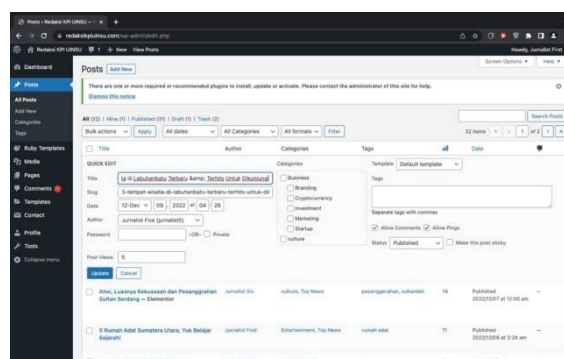 Posts ‹ Redaksi KPI UINSU — 
redaksikpiuinsu.com/wp-admin/edit.php
Redaksi KPI UINSU 1 + New View Posts
Howdy, Jurnalist First
Screen Options Help
Dashboard
Posts
All Posts
Add New
Categories
Tags
Ruby Templates
Media
Pages
Comments
Templates
Contact
Profile
Tools
Collapse menu
Posts Add New
There are one or more required or recommended plugins to install, update or activate. Please contact the administrator of this site for help.
Dismiss this notice
All (32) | Mine (1) | Published (31) | Draft (1) | Trash (2)
Search Posts
Bulk actions Apply All dates All Categories All formats Filter
32 items « ‹ 1 of 2 › »
Title Author Categories Tags Date
QUICK EDIT
Title ta di Labuhanbatu Terbaru &amp; Terhits Untuk Dikunjungi
Slug 3-tempat-wisata-di-labuhanbatu-terbaru-terhits-untuk-dil
Date 12-Dec 09 , 2022 at 04 : 28
Author Jurnalist Five (jurnalist5)
Password –OR– Private
Post Views 5
Categories
Business
Branding
Cryptocurrency
Investment
Marketing
Startup
culture
Template Default template
Tags
Separate tags with commas
Allow Comments Allow Pings
Status Published Make this post sticky
Update Cancel
Ahoi, Luasnya Kekuasaan dan Pesanggrahan Sultan Serdang — Elementor
Jurnalist Six
culture, Top News
pesanggerahan, sultandeli
14
Published
2022/12/07 at 12:00 am
5 Rumah Adat Sumatera Utara, Yuk Belajar Sejarah!
Jurnalist First
Entertainment, Top News
rumah adat
11
Published
2022/12/06 at 3:24 am